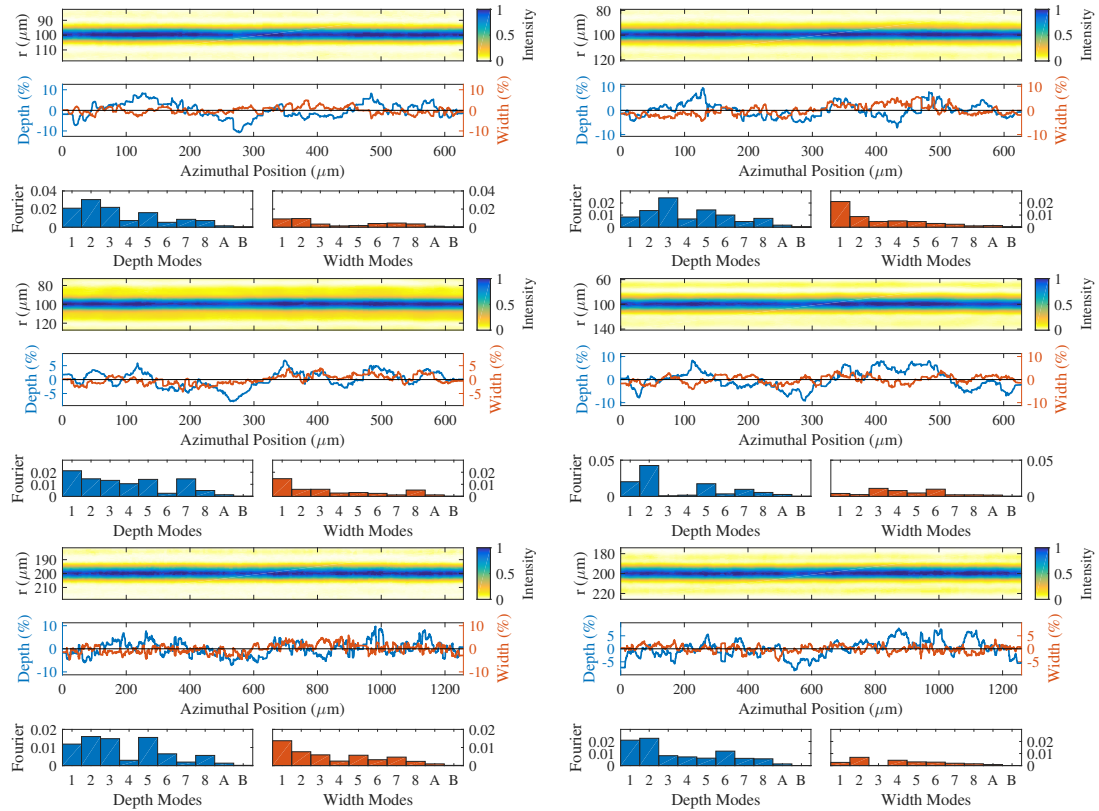 r (μm)
90
100
110
1
0.5
0
Intensity
Depth (%)
10
0
-10
10
0
-10
Width (%)
0 100 200 300 400 500 600
Azimuthal Position (μm)
Fourier
0.04
0.02
0
0.04
0.02
0
1 2 3 4 5 6 7 8 A B
1 2 3 4 5 6 7 8 A B
Depth Modes
Width Modes
r (μm)
80
100
120
1
0.5
0
Intensity
Depth (%)
10
0
-10
10
0
-10
Width (%)
0 100 200 300 400 500 600
Azimuthal Position (μm)
Fourier
0.02
0.01
0
0.02
0.01
0
1 2 3 4 5 6 7 8 A B
1 2 3 4 5 6 7 8 A B
Depth Modes
Width Modes
r (μm)
80
100
120
1
0.5
0
Intensity
Depth (%)
5
0
-5
5
0
-5
Width (%)
0 100 200 300 400 500 600
Azimuthal Position (μm)
Fourier
0.02
0.01
0
0.02
0.01
0
1 2 3 4 5 6 7 8 A B
1 2 3 4 5 6 7 8 A B
Depth Modes
Width Modes
r (μm)
60
100
140
1
0.5
0
Intensity
Depth (%)
10
0
-10
10
0
-10
Width (%)
0 100 200 300 400 500 600
Azimuthal Position (μm)
Fourier
0.05
0
0.05
0
1 2 3 4 5 6 7 8 A B
1 2 3 4 5 6 7 8 A B
Depth Modes
Width Modes
r (μm)
190
200
210
1
0.5
0
Intensity
Depth (%)
10
0
-10
10
0
-10
Width (%)
0 200 400 600 800 1000 1200
Azimuthal Position (μm)
Fourier
0.02
0.01
0
0.02
0.01
0
1 2 3 4 5 6 7 8 A B
1 2 3 4 5 6 7 8 A B
Depth Modes
Width Modes
r (μm)
180
200
220
1
0.5
0
Intensity
Depth (%)
5
0
-5
5
0
-5
Width (%)
0 200 400 600 800 1000 1200
Azimuthal Position (μm)
Fourier
0.02
0.01
0
0.02
0.01
0
1 2 3 4 5 6 7 8 A B
1 2 3 4 5 6 7 8 A B
Depth Modes
Width Modes